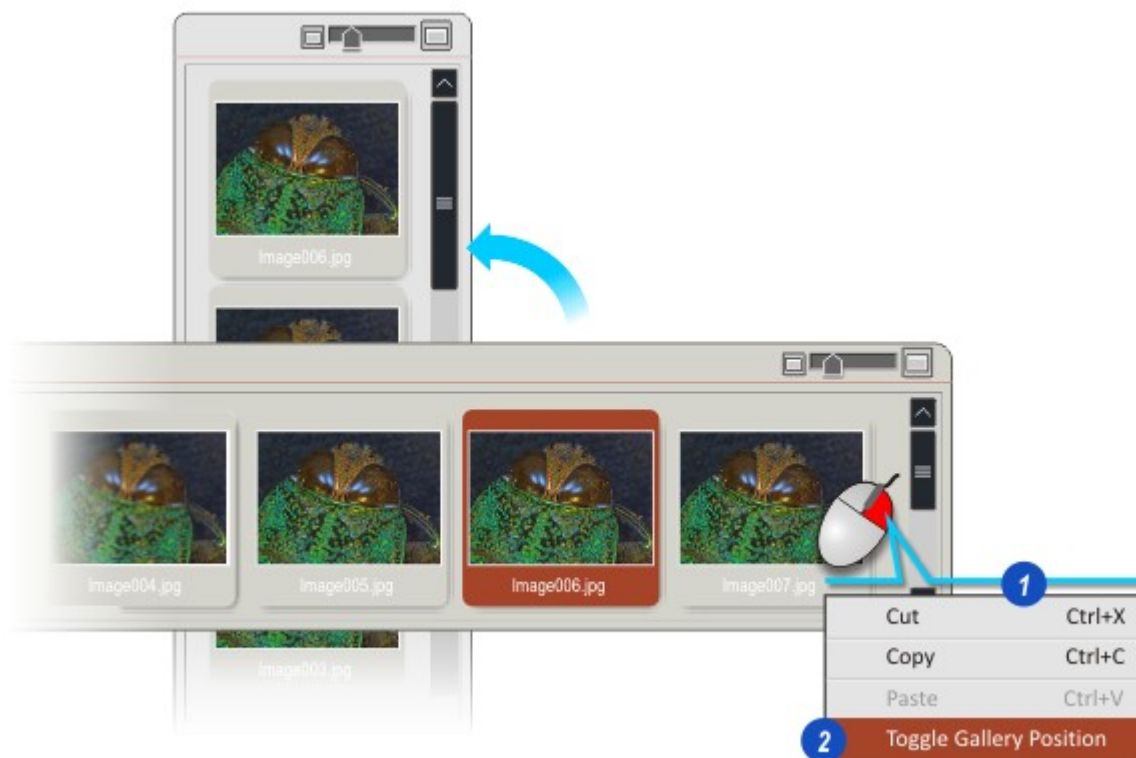 Image006.jpg
Image004.jpg
Image005.jpg
Image006.jpg
Image007.jpg
Image003.jpg
1
Cut Ctrl+X
Copy Ctrl+C
Paste Ctrl+V
2 Toggle Gallery Position